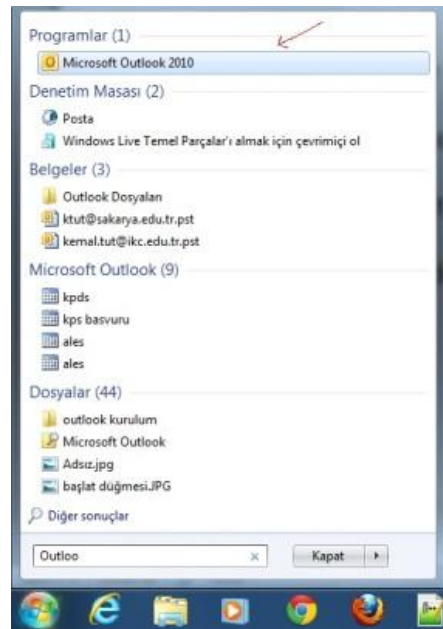 Programlar (1)
Microsoft Outlook 2010
Denetim Masası (2)
Posta
Windows Live Temel Parçalar'ı almak için çevrimiçi ol
Belgeler (3)
Outlook Dosyaları
ktut@sakarya.edu.tr.pst
kemal.tut@ikc.edu.tr.pst
Microsoft Outlook (9)
kpds
kps basvuru
ales
ales
Dosyalar (44)
outlook kurulum
Microsoft Outlook
Adsız.jpg
başlat düğmesi.JPG
Diğer sonuçlar
Outloo
Kapat